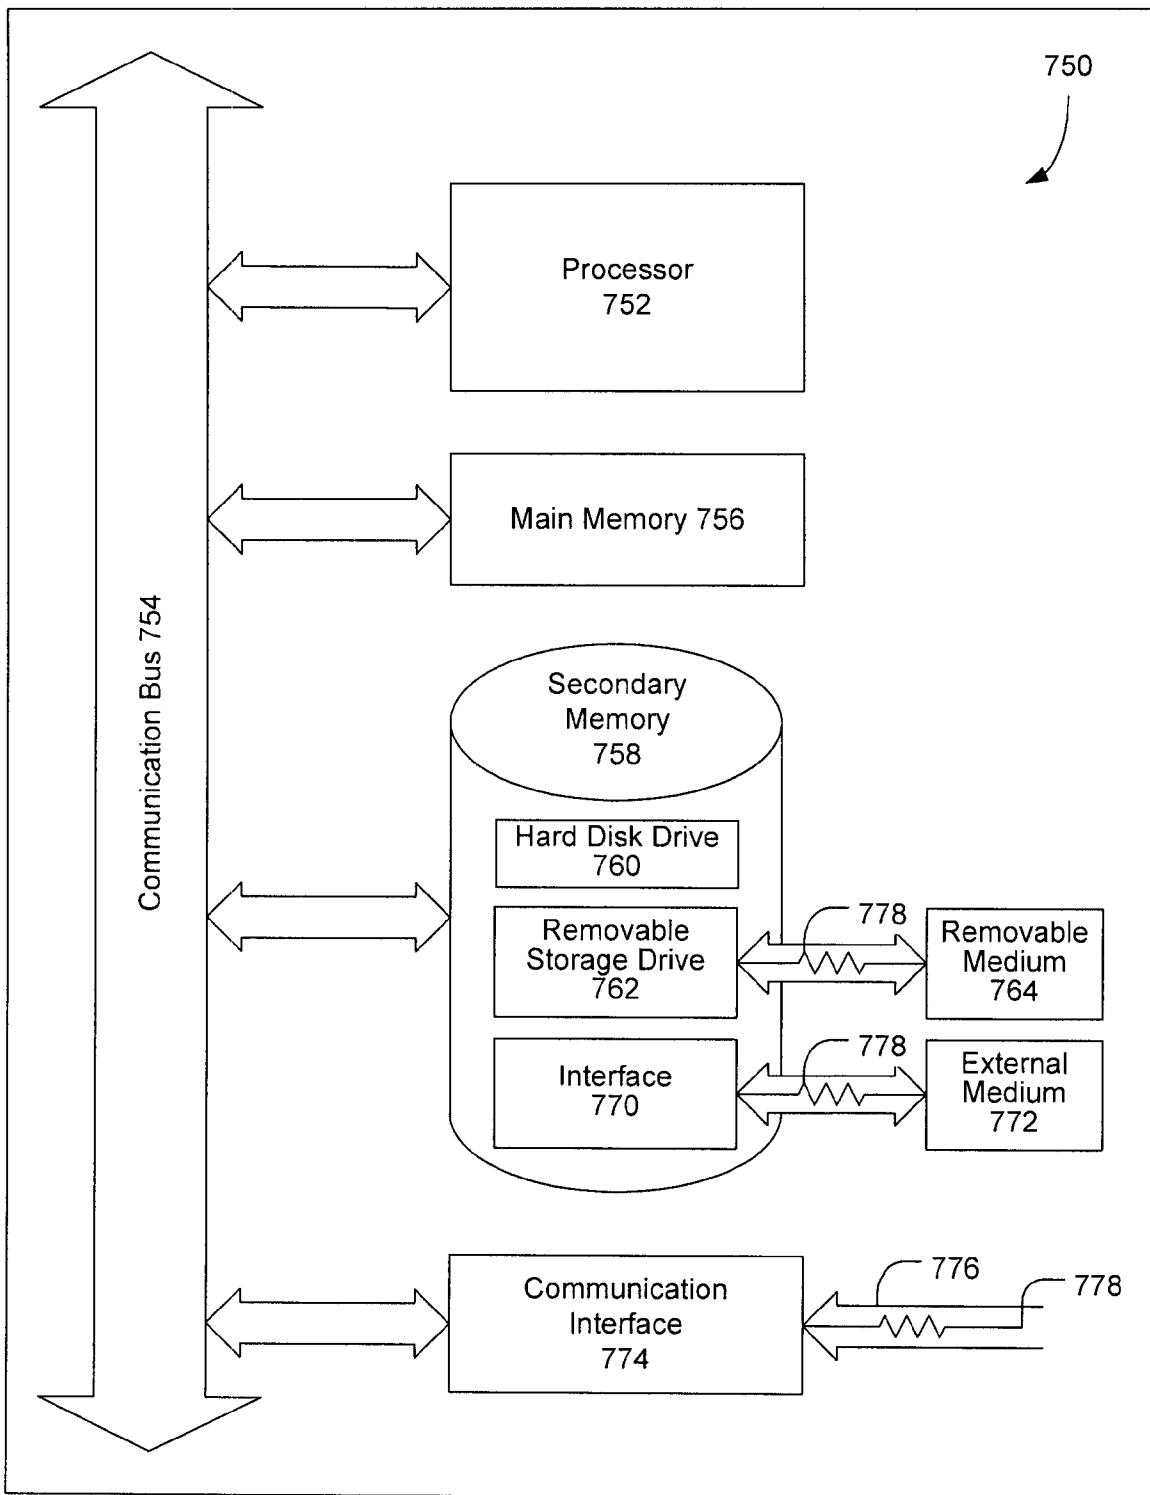 750
Processor
752
Main Memory 756
Communication Bus 754
Secondary
Memory
758
Hard Disk Drive
760
778
Removable
Storage Drive
762
Removable
Medium
764
778
Interface
770
External
Medium
772
776
778
Communication
Interface
774